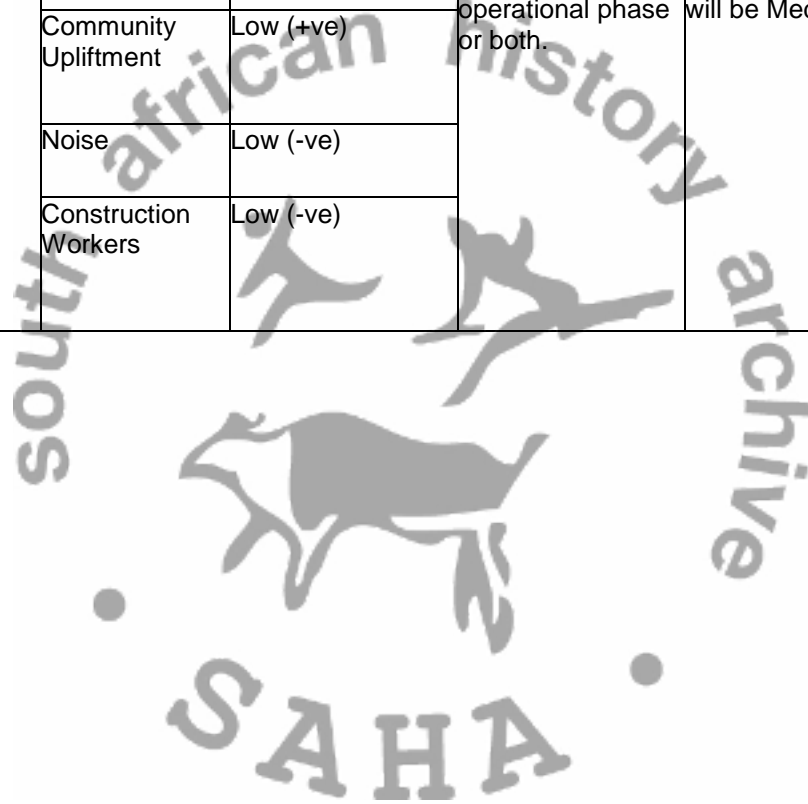 Community
Upliftment
Low (+ve)
operational phase
or both.
will be
Noise
Low (-ve)
Construction
Workers
Low (-ve)
south african history archive
SAHA